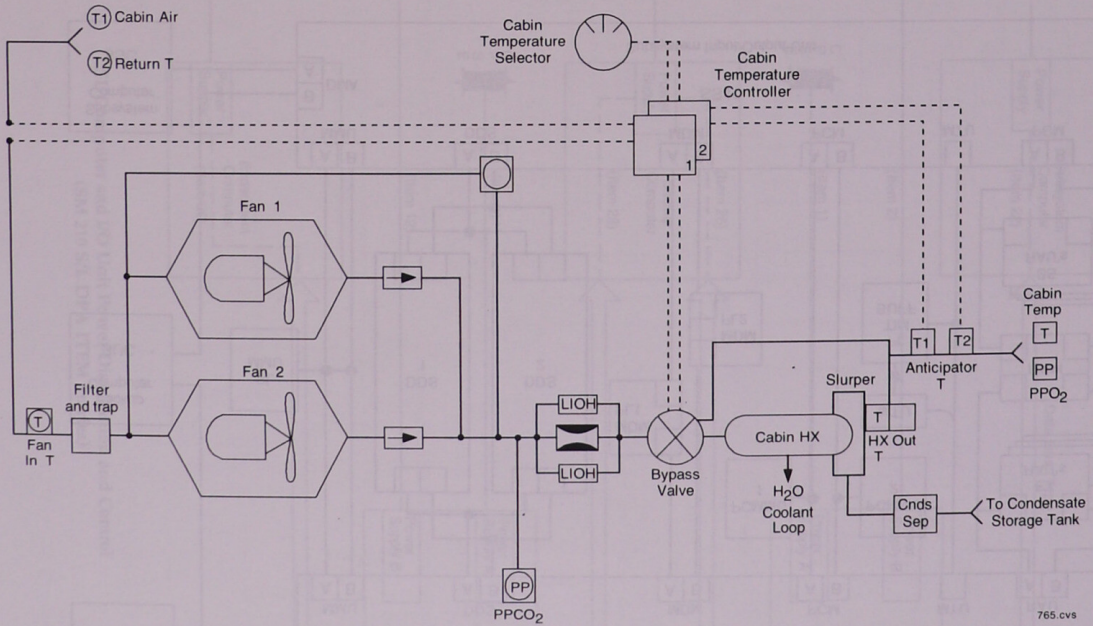 T1 Cabin Air
T2 Return T
Cabin
Temperature
Selector
Cabin
Temperature
Controller
2
1
Fan 1
Fan 2
Filter
and trap
T
Fan
In T
LIOH
LIOH
Bypass
Valve
Cabin HX
H2O
Coolant
Loop
Slurper
T
HX Out
T
T1
T2
Anticipator
T
Cabin
Temp
T
PP
PPO2
Cnds
Sep
To Condensate
Storage Tank
PP
PPCO2
765.cvs